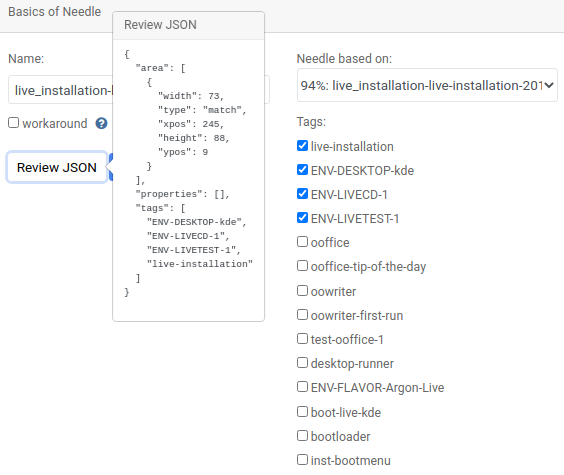 Basics of Needle
Name:
live_installation-l
workaround
Review JSON
Review JSON
{
"area": [
{
"width": 73,
"type": "match",
"xpos": 245,
"height": 88,
"ypos": 9
}
],
"properties": [],
"tags": [
"ENV-DESKTOP-kde",
"ENV-LIVECD-1",
"ENV-LIVETEST-1",
"live-installation"
]
}
Needle based on:
94%: live_installation-live-installation-201
Tags:
live-installation
ENV-DESKTOP-kde
ENV-LIVECD-1
ENV-LIVETEST-1
ooffice
ooffice-tip-of-the-day
oowriter
oowriter-first-run
test-ooffice-1
desktop-runner
ENV-FLAVOR-Argon-Live
boot-live-kde
bootloader
inst-bootmenu